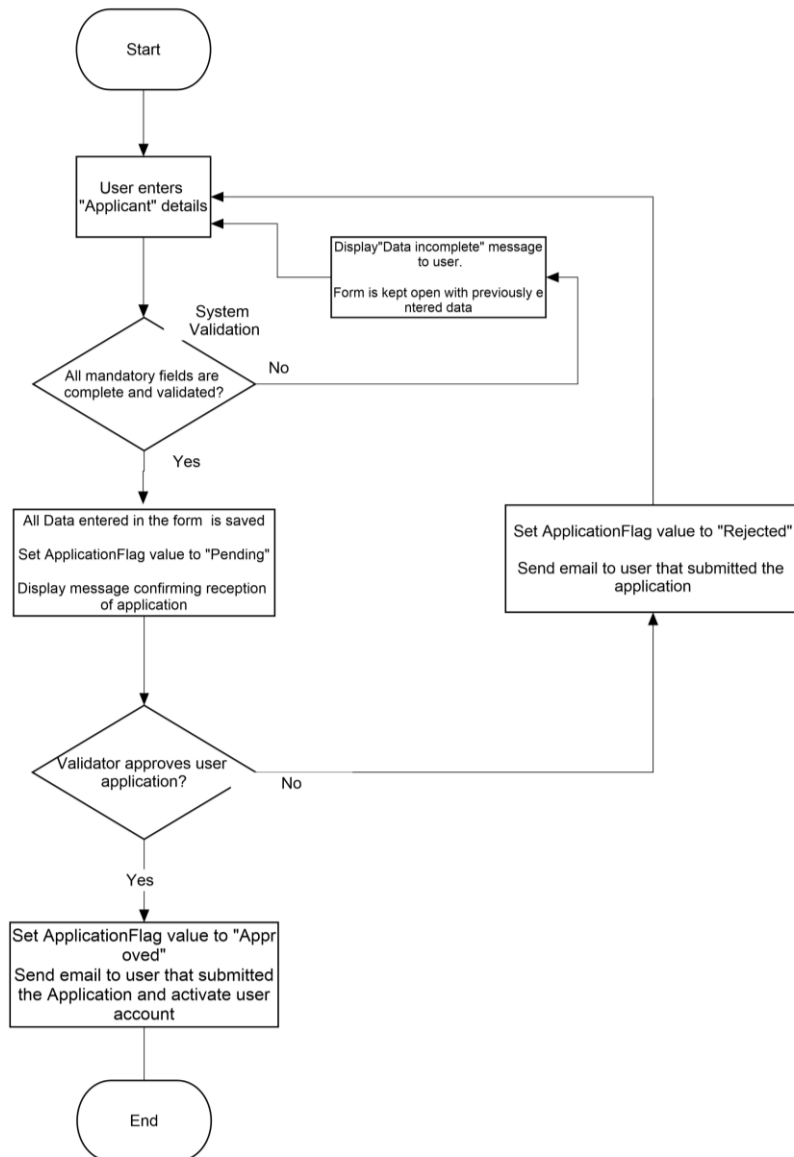 Start
User enters
"Applicant" details
Display"Data incomplete" message
to user.
Form is kept open with previously e
ntered data
System
Validation
All mandatory fields are
complete and validated?
No
Yes
All Data entered in the form  is saved
Set ApplicationFlag value to "Pending"
Display message confirming reception
of application
Set ApplicationFlag value to "Rejected"
Send email to user that submitted the
application
Validator approves user
application?
No
Yes
Set ApplicationFlag value to "Appr
oved"
Send email to user that submitted
the Application and activate user
account
End